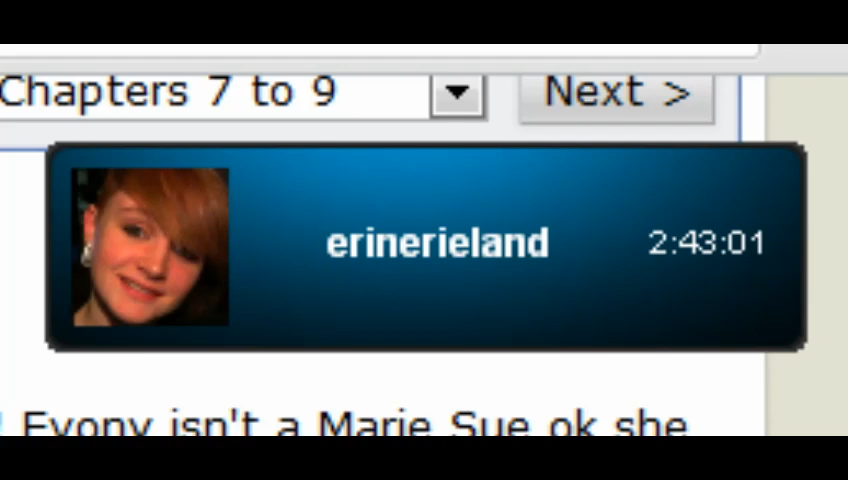 Chapters 7 to 9
Next >
erinerieland
2:43:01
! Evony isn't a Marie Sue ok she